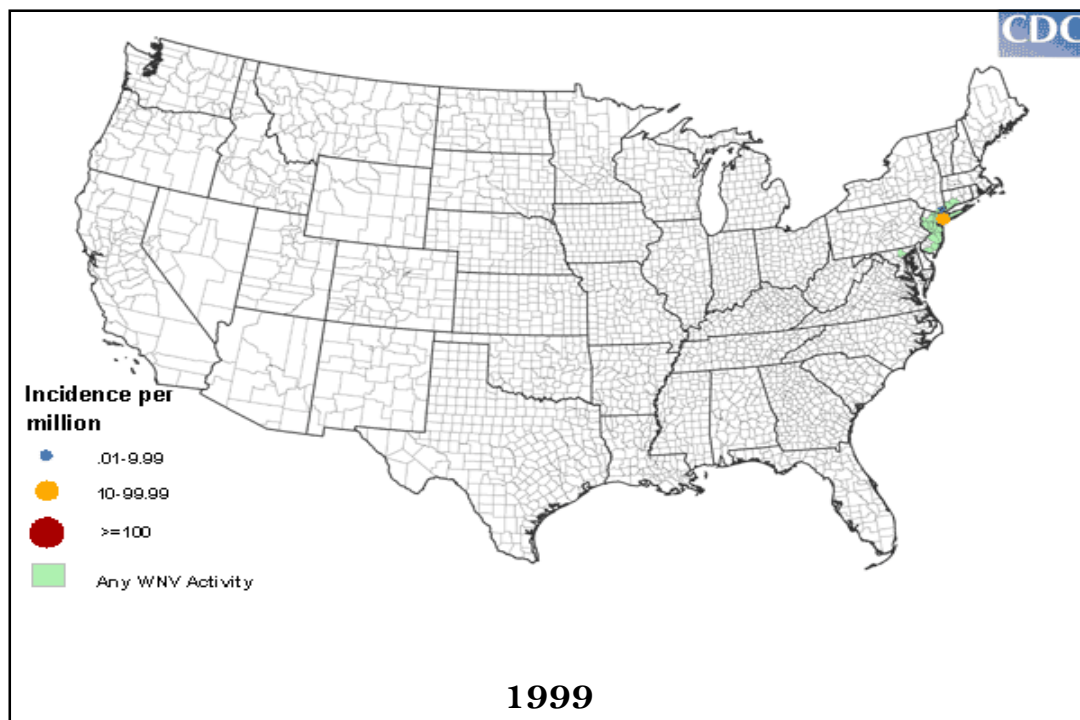 CDC
Incidence per
million
.01-9.99
10-99.99
>=100
Any WNV Activity
1999